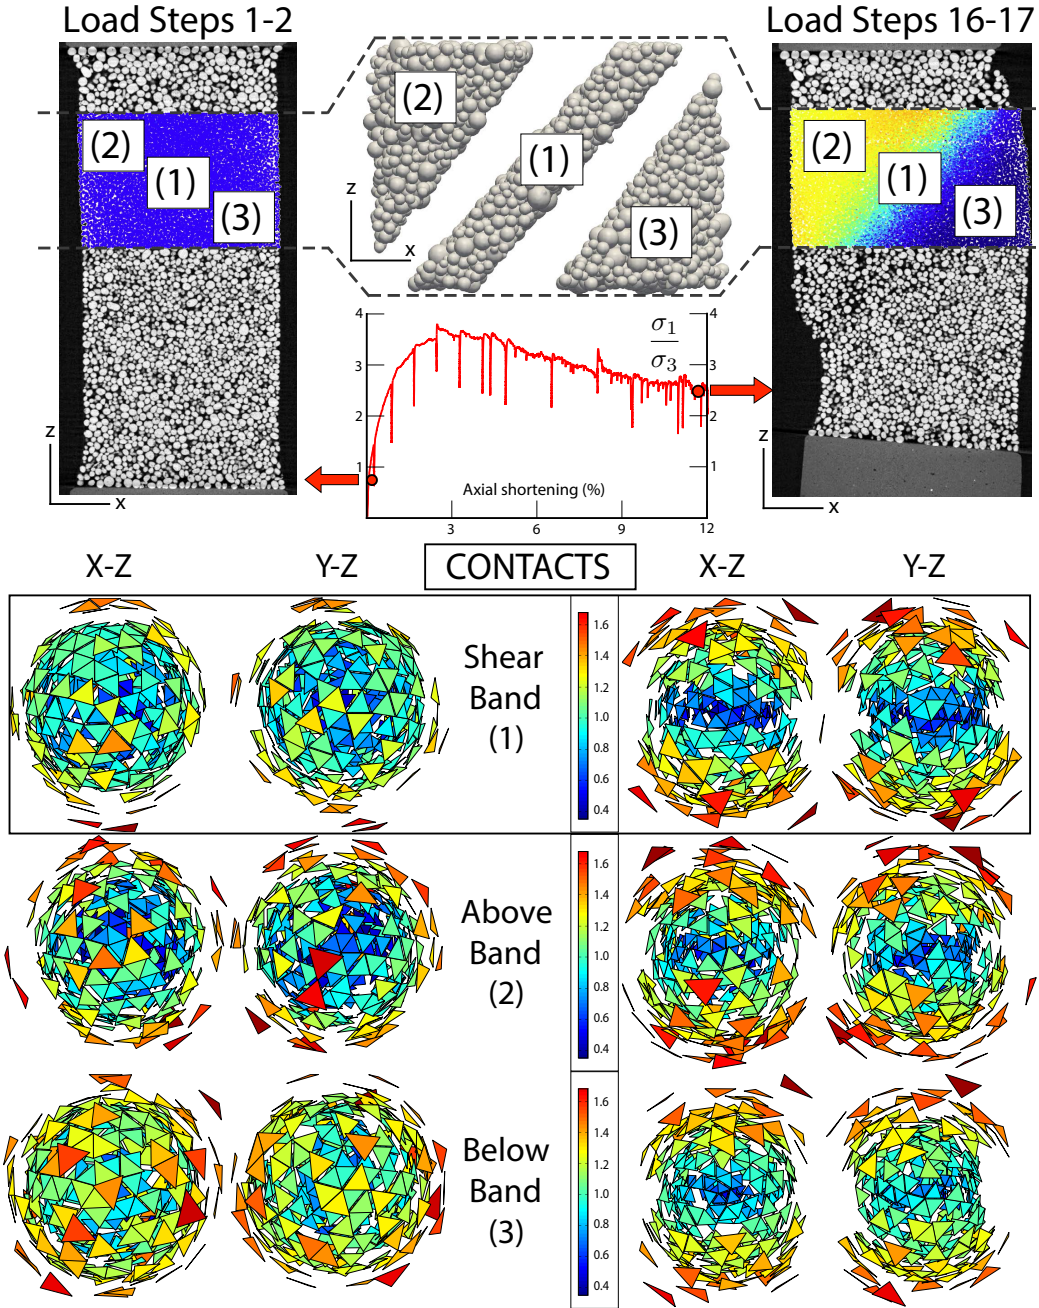 Load Steps 1-2
Load Steps 16-17
(2)
(1)
(3)
z
x
(2)
(1)
(3)
z
x
(2)
(1)
(3)
z
x
4
3
2
1
σ1
σ3
4
3
2
1
Axial shortening (%)
3
6
9
12
X-Z
Y-Z
CONTACTS
X-Z
Y-Z
Shear
Band
(1)
1.6
1.4
1.2
1.0
0.8
0.6
0.4
Above
Band
(2)
1.6
1.4
1.2
1.0
0.8
0.6
0.4
Below
Band
(3)
1.6
1.4
1.2
1.0
0.8
0.6
0.4